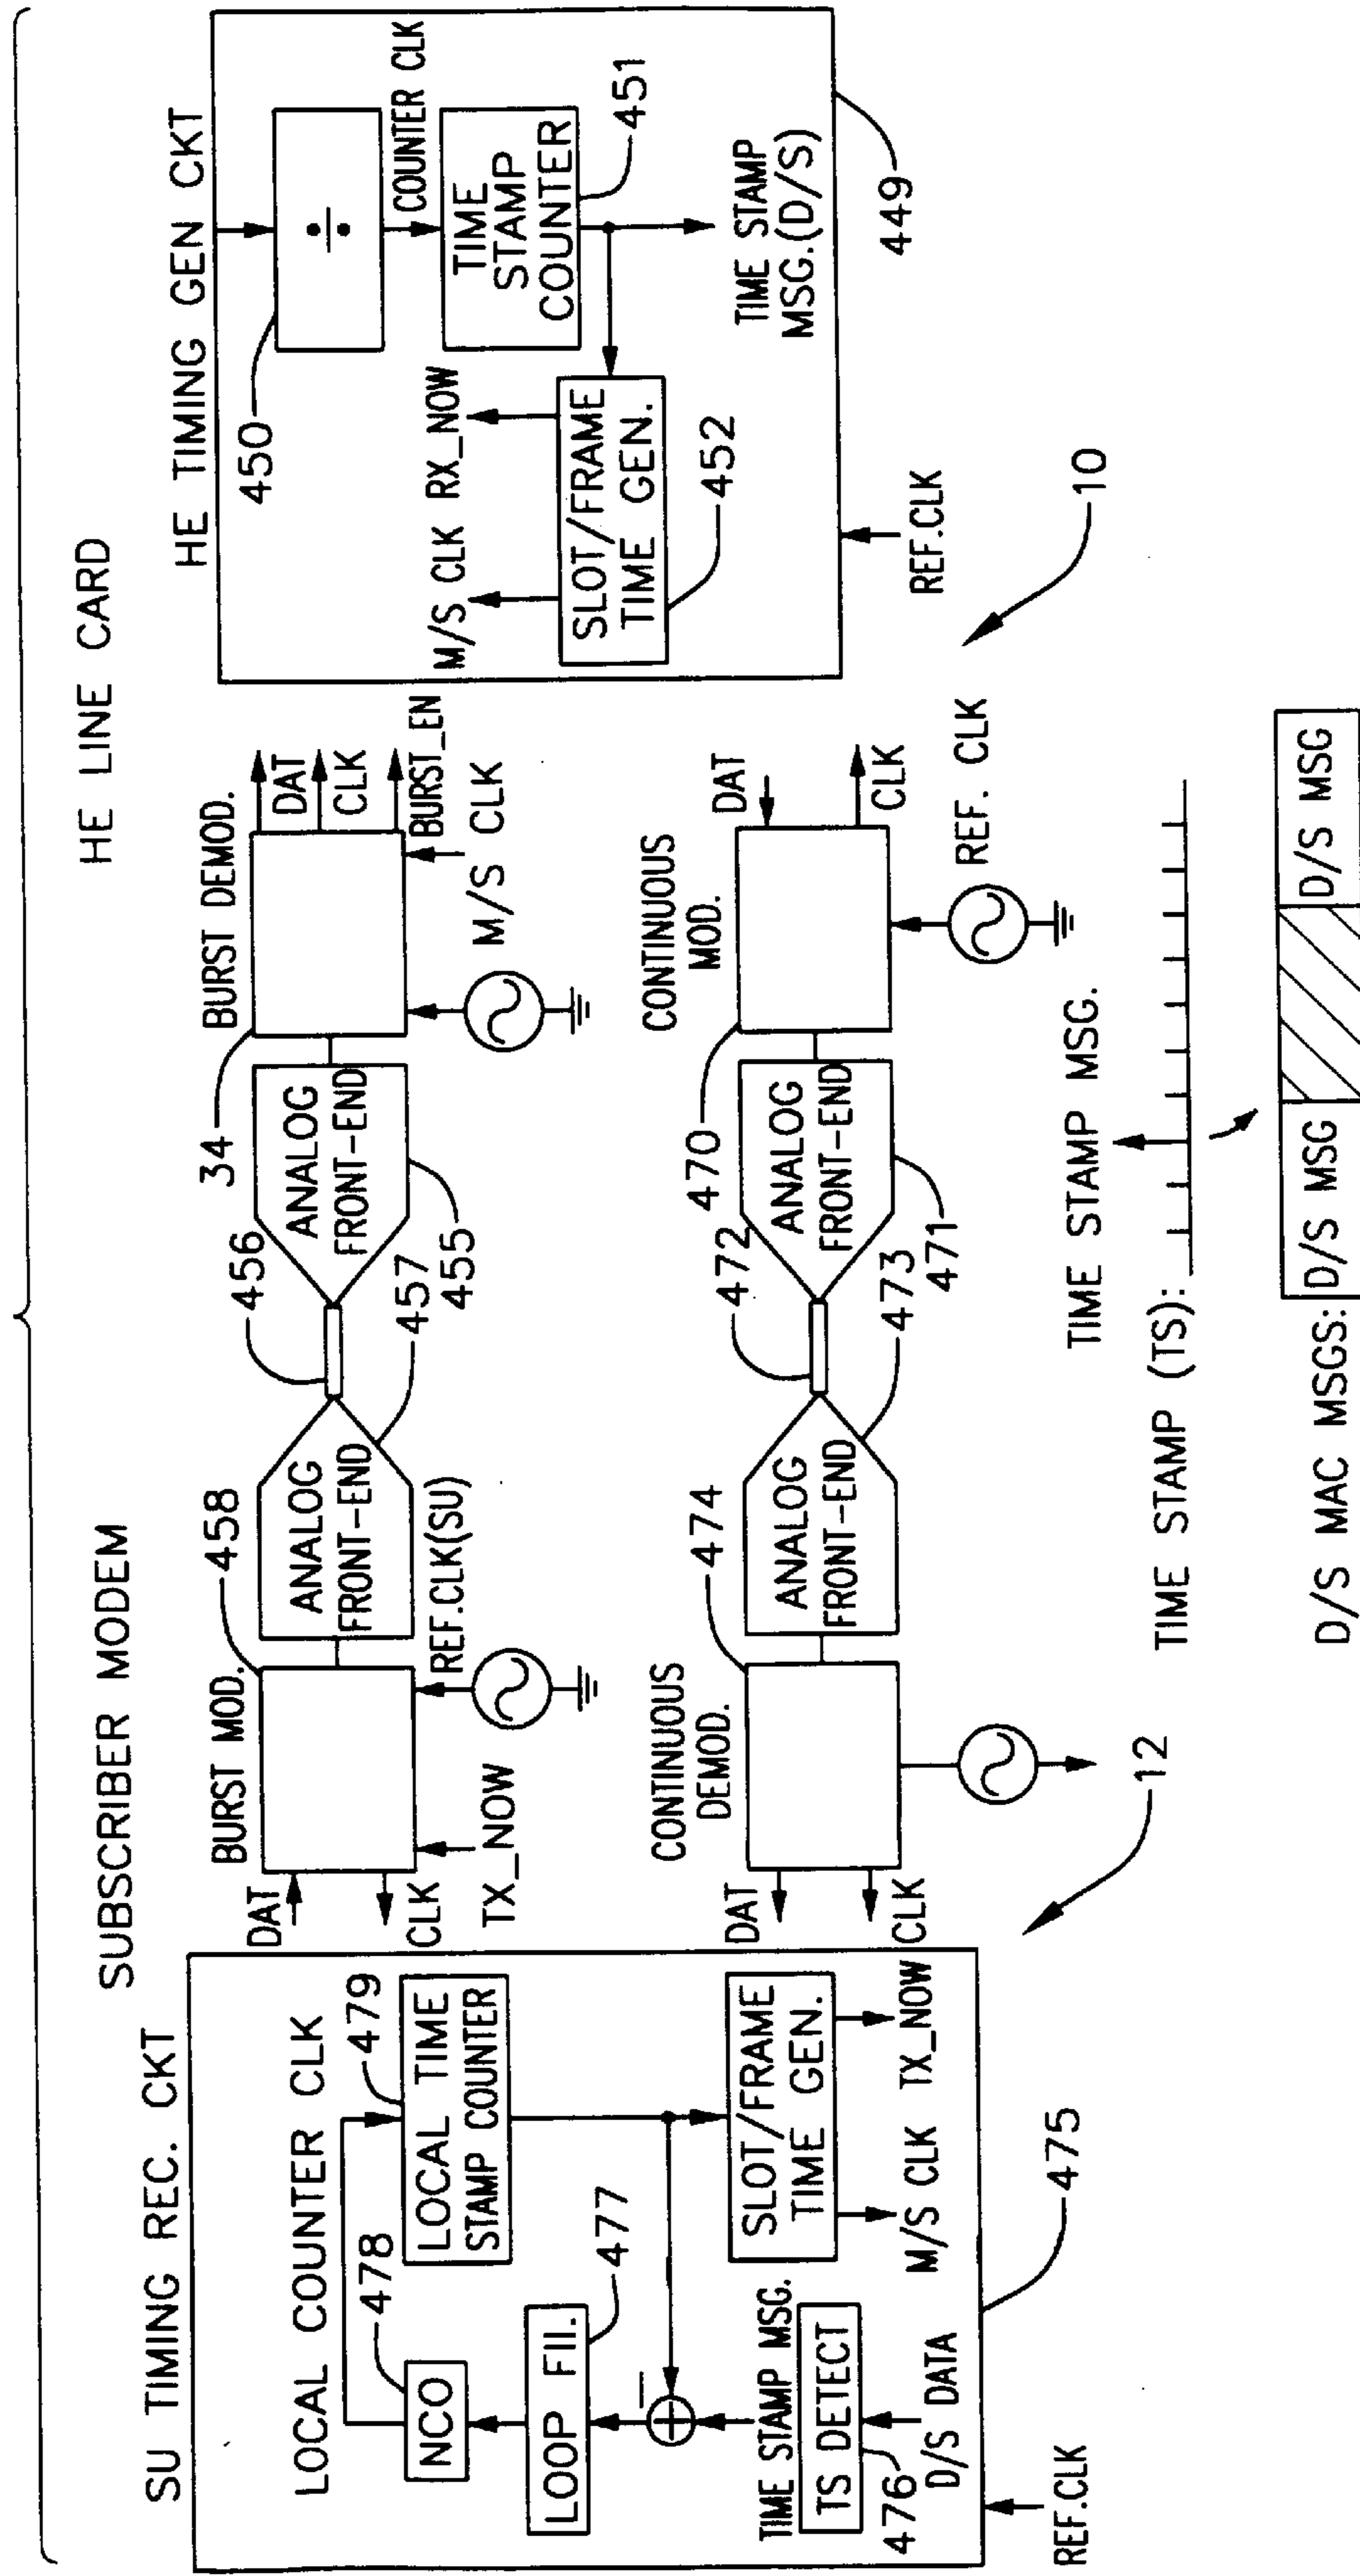 SUBSCRIBER MODEM
HE LINE CARD
SU TIMING REC. CKT
LOCAL COUNTER CLK
478
NCO
479
LOCAL TIME
STAMP COUNTER
LOOP FIl.
477
−
+
TIME STAMP MSG.
TS DETECT
476
D/S DATA
SLOT/FRAME
TIME GEN.
M/S CLK
TX_NOW
475
REF.CLK
BURST MOD.
458
DAT
CLK
TX_NOW
REF.CLK(SU)
ANALOG
FRONT-END
457
456
ANALOG
FRONT-END
455
34
BURST DEMOD.
DAT
CLK
BURST_EN
M/S CLK
CONTINUOUS
DEMOD.
474
DAT
CLK
12
ANALOG
FRONT-END
473
472
ANALOG
FRONT-END
471
470
CONTINUOUS
MOD.
DAT
CLK
REF. CLK
HE TIMING GEN CKT
450
÷
COUNTER CLK
TIME
STAMP
COUNTER
451
M/S CLK
RX_NOW
SLOT/FRAME
TIME GEN.
452
TIME STAMP
MSG.(D/S)
449
REF.CLK
10
TIME STAMP MSG.
TIME STAMP (TS):
D/S MAC MSGS:
D/S MSG
D/S MSG